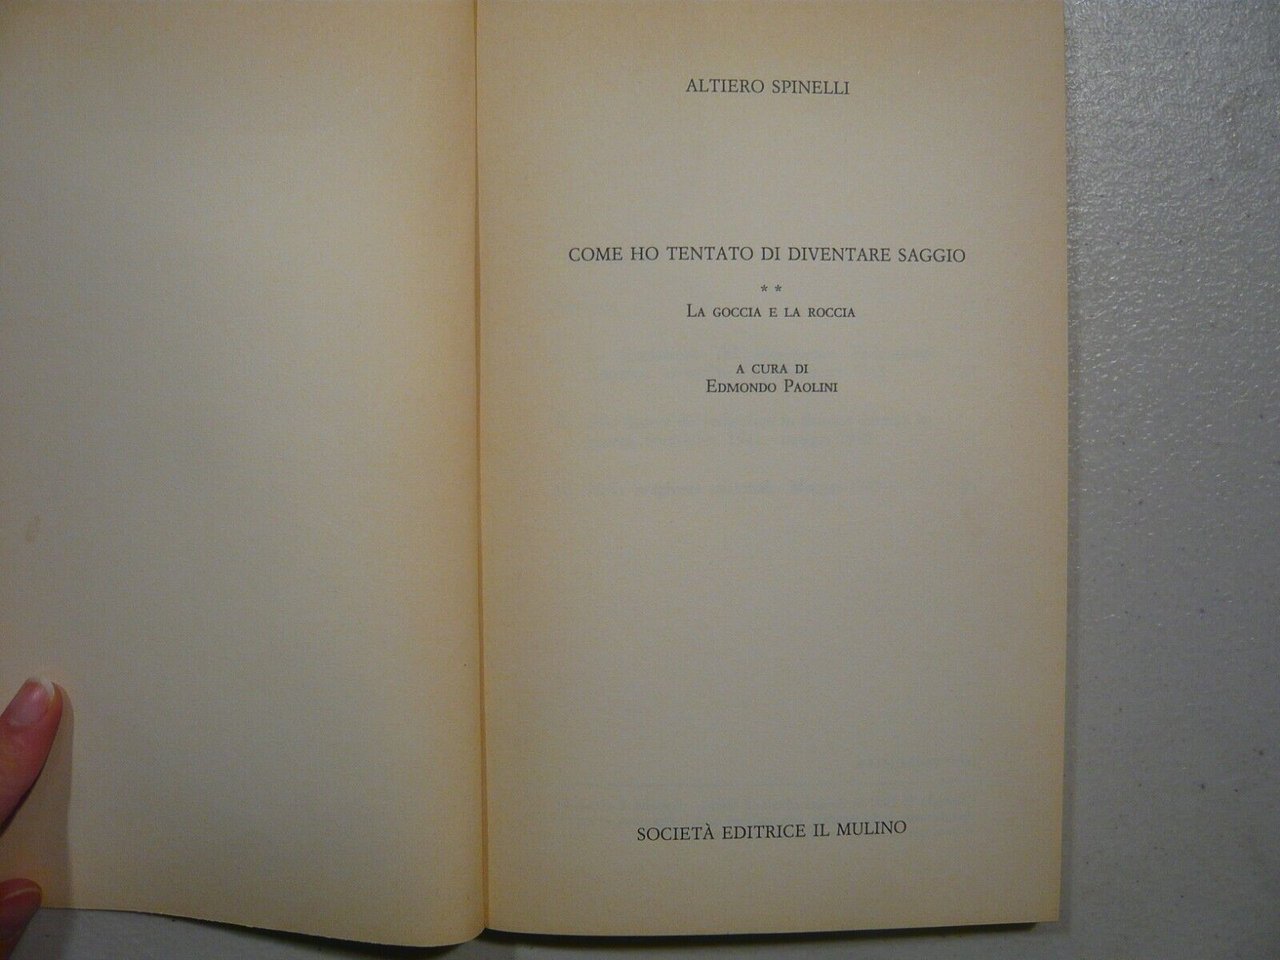 ALTIERO SPINELLI
COME HO TENTATO DI DIVENTARE SAGGIO
* *
La goccia e la roccia
a cura di
Edmondo Paolini
SOCIETÀ EDITRICE IL MULINO